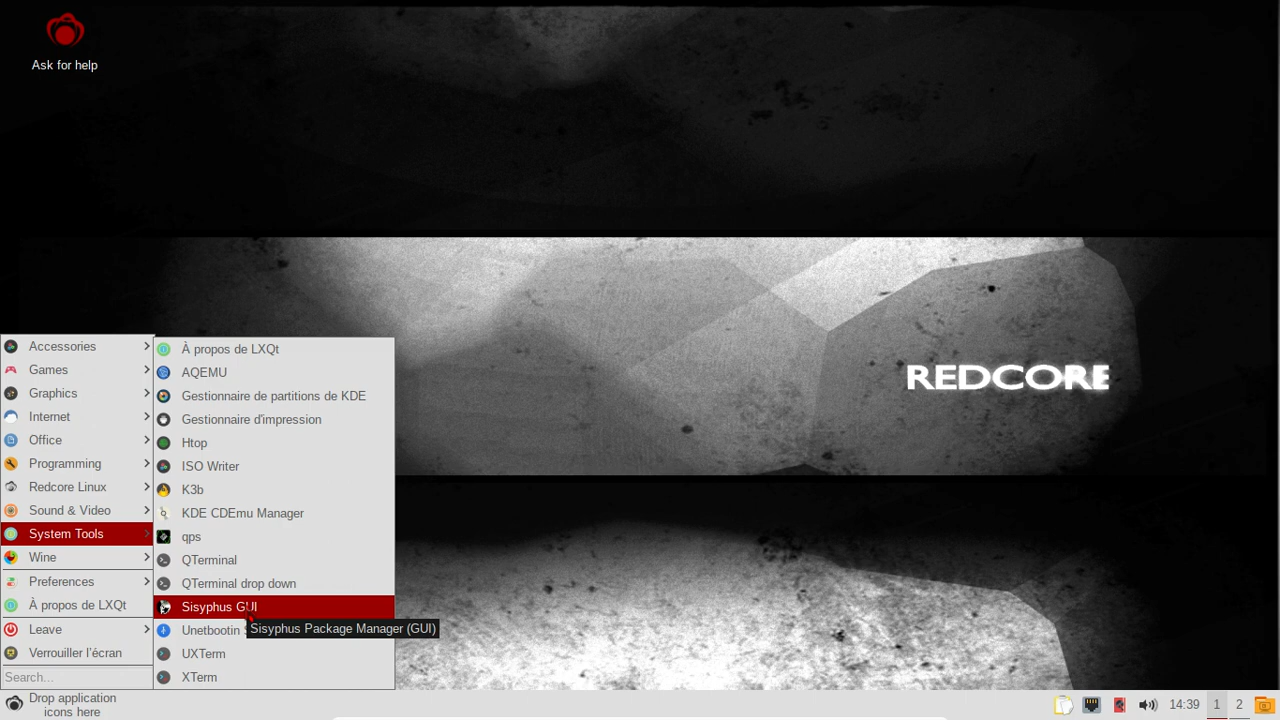 Ask for help
REDCORE
Accessories
Games
Graphics
Internet
Office
Programming
Redcore Linux
Sound & Video
System Tools
Wine
Preferences
À propos de LXQt
Leave
Verrouiller l'écran
Search...
À propos de LXQt
AQEMU
Gestionnaire de partitions de KDE
Gestionnaire d'impression
Htop
ISO Writer
K3b
KDE CDEmu Manager
qps
QTerminal
QTerminal drop down
Sisyphus GUI
Unetbootin
Sisyphus Package Manager (GUI)
UXTerm
XTerm
Drop application
icons here
14:39
1
2